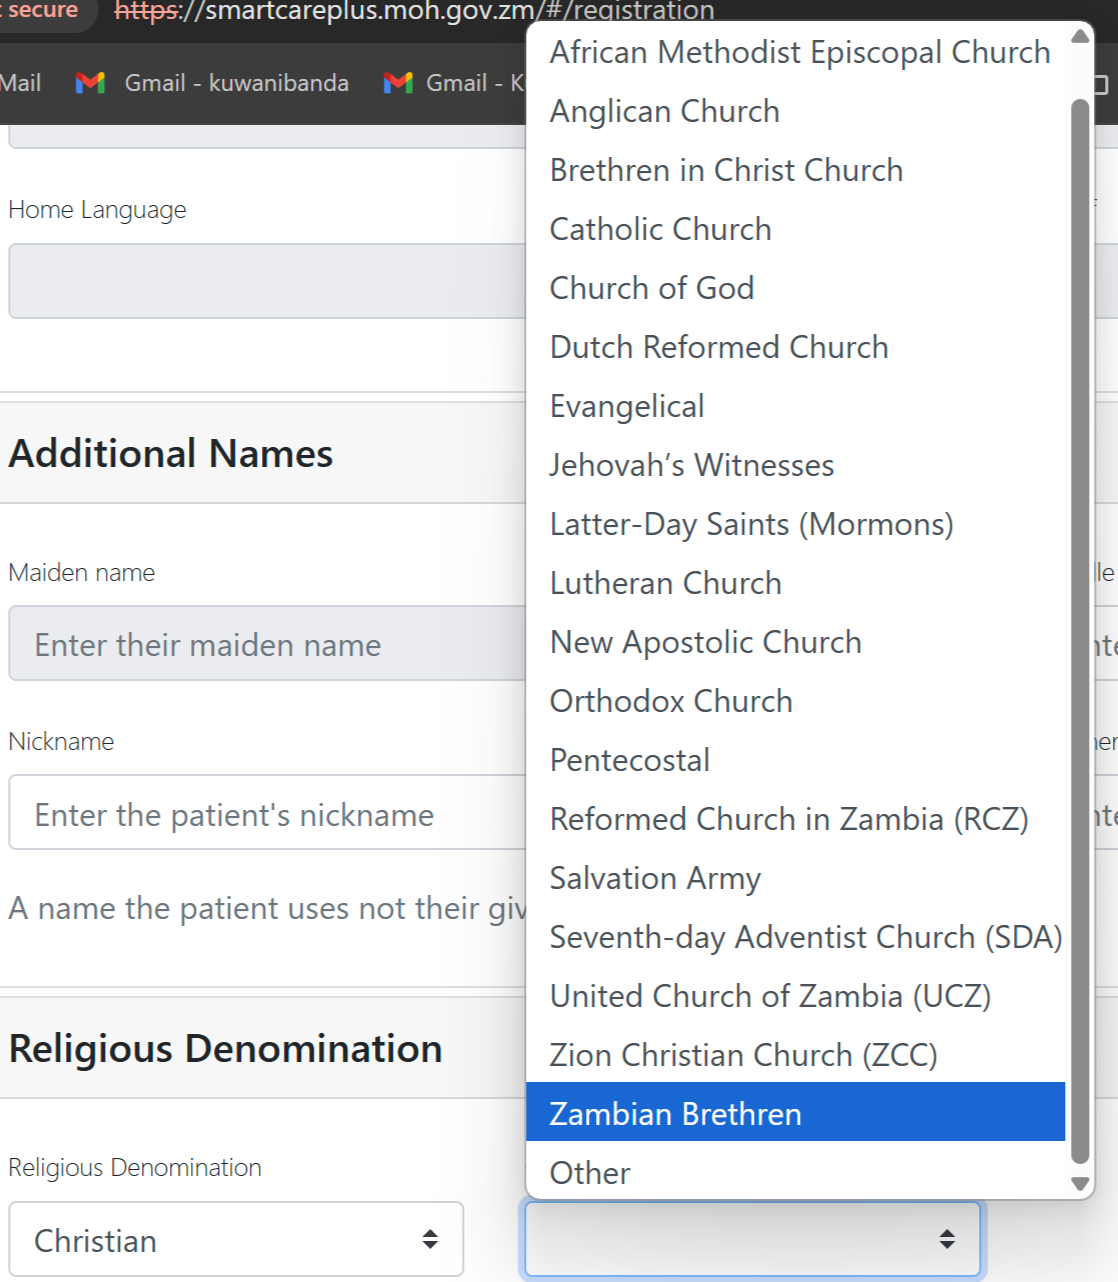 secure https://smartcareplus.moh.gov.zm/#/registration
Mail Gmail - kuwanibanda Gmail - K
African Methodist Episcopal Church
Anglican Church
Brethren in Christ Church
Catholic Church
Church of God
Dutch Reformed Church
Evangelical
Jehovah’s Witnesses
Latter-Day Saints (Mormons)
Lutheran Church
New Apostolic Church
Orthodox Church
Pentecostal
Reformed Church in Zambia (RCZ)
Salvation Army
Seventh-day Adventist Church (SDA)
United Church of Zambia (UCZ)
Zion Christian Church (ZCC)
Zambian Brethren
Other
Home Language
Additional Names
Maiden name
Enter their maiden name
Nickname
Enter the patient's nickname
A name the patient uses not their giv
Religious Denomination
Religious Denomination
Christian